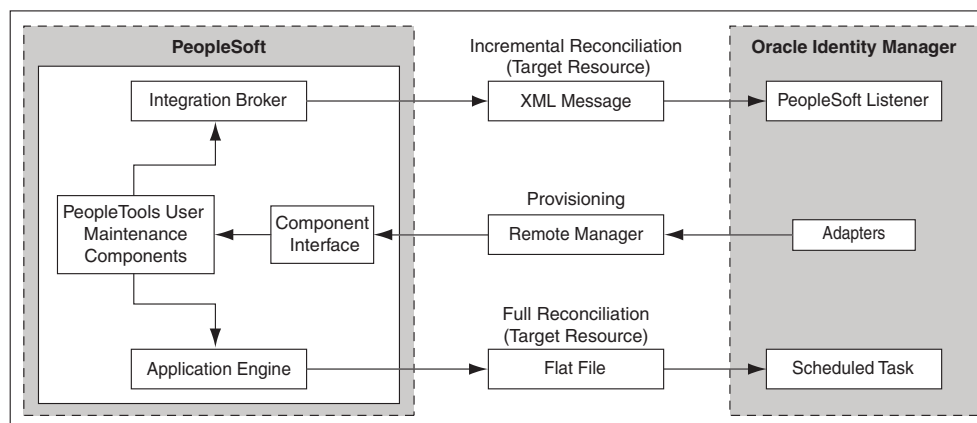 PeopleSoft
Incremental Reconciliation
(Target Resource)
Oracle Identity Manager
Integration Broker
XML Message
PeopleSoft Listener
PeopleTools User
Maintenance
Components
Component
Interface
Provisioning
Remote Manager
Adapters
Full Reconciliation
(Target Resource)
Application Engine
Flat File
Scheduled Task